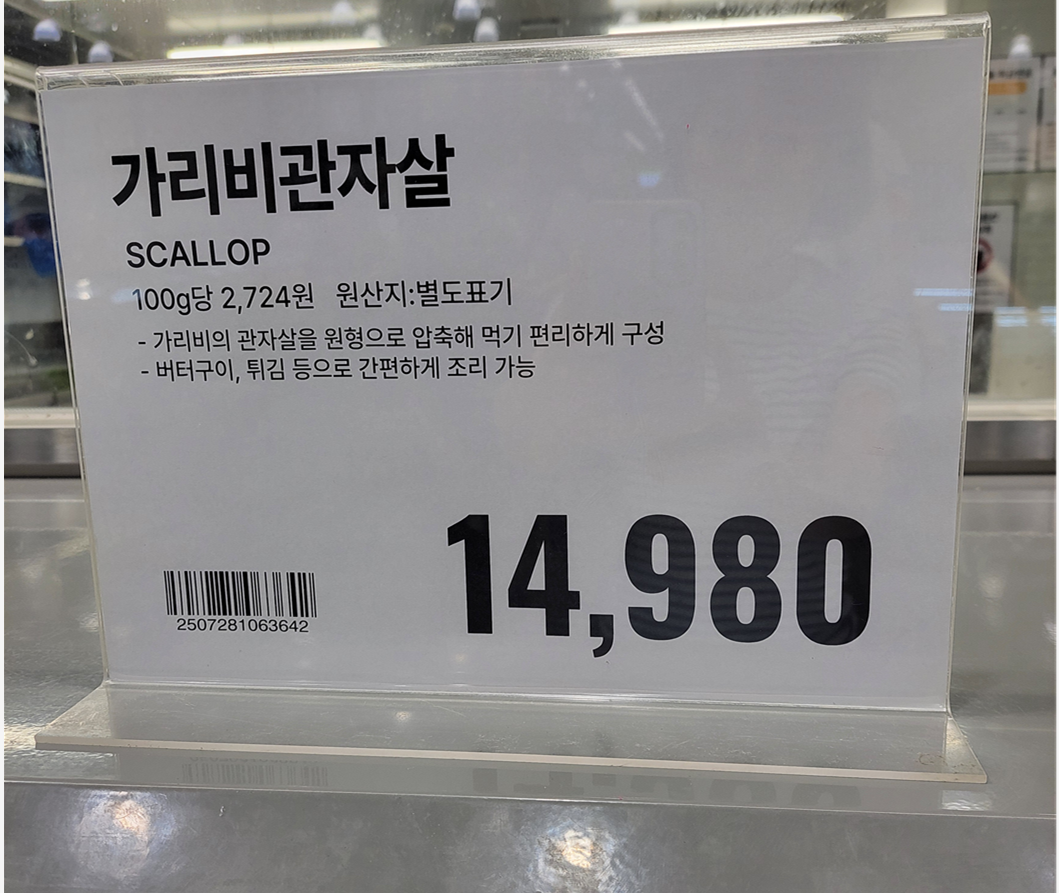 가리비관자살
SCALLOP
100g당 2,724원 원산지:별도표기
- 가리비의 관자살을 원형으로 압축해 먹기 편리하게 구성
- 버터구이, 튀김 등으로 간편하게 조리 가능
14,980
2507281063642